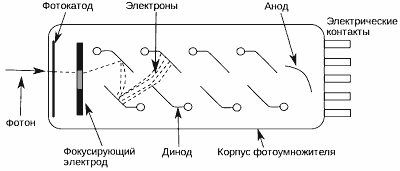 Фотокатод
Электроны
Анод
Электрические
контакты
Фотон
Фокусирующий
электрод
Динод
Корпус фотоумножителя